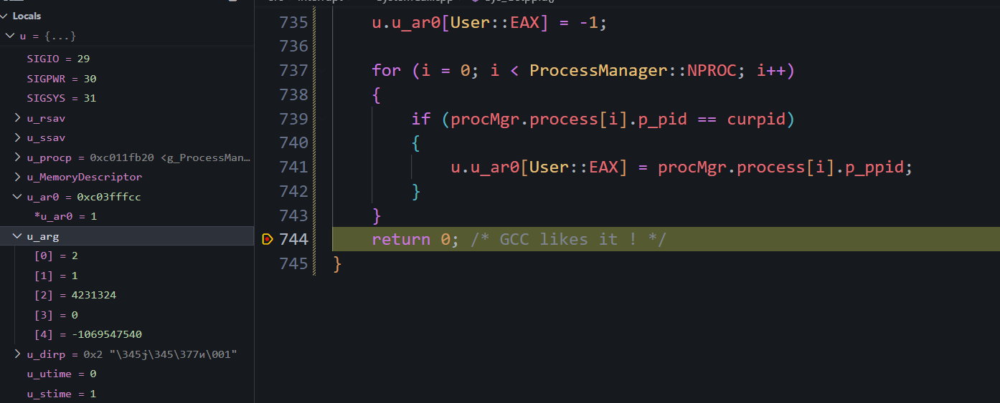 Locals
u = {...}
SIGIO = 29
SIGPWR = 30
SIGSYS = 31
u_rsav
u_ssav
u_procp = 0xc011fb20 <g_ProcessMan…
u_MemoryDescriptor
u_ar0 = 0xc03fffcc
*u_ar0 = 1
u_arg
[0] = 2
[1] = 1
[2] = 4231324
[3] = 0
[4] = -1069547540
u_dirp = 0x2 "\345j\345\377и\001"
u_utime = 0
u_stime = 1
735 u.u_ar0[User::EAX] = -1;
736
737 for (i = 0; i < ProcessManager::NPROC; i++)
738 {
739 if (procMgr.process[i].p_pid == curpid)
740 {
741 u.u_ar0[User::EAX] = procMgr.process[i].p_ppid;
742 }
743 }
744 return 0; /* GCC likes it ! */
745 }